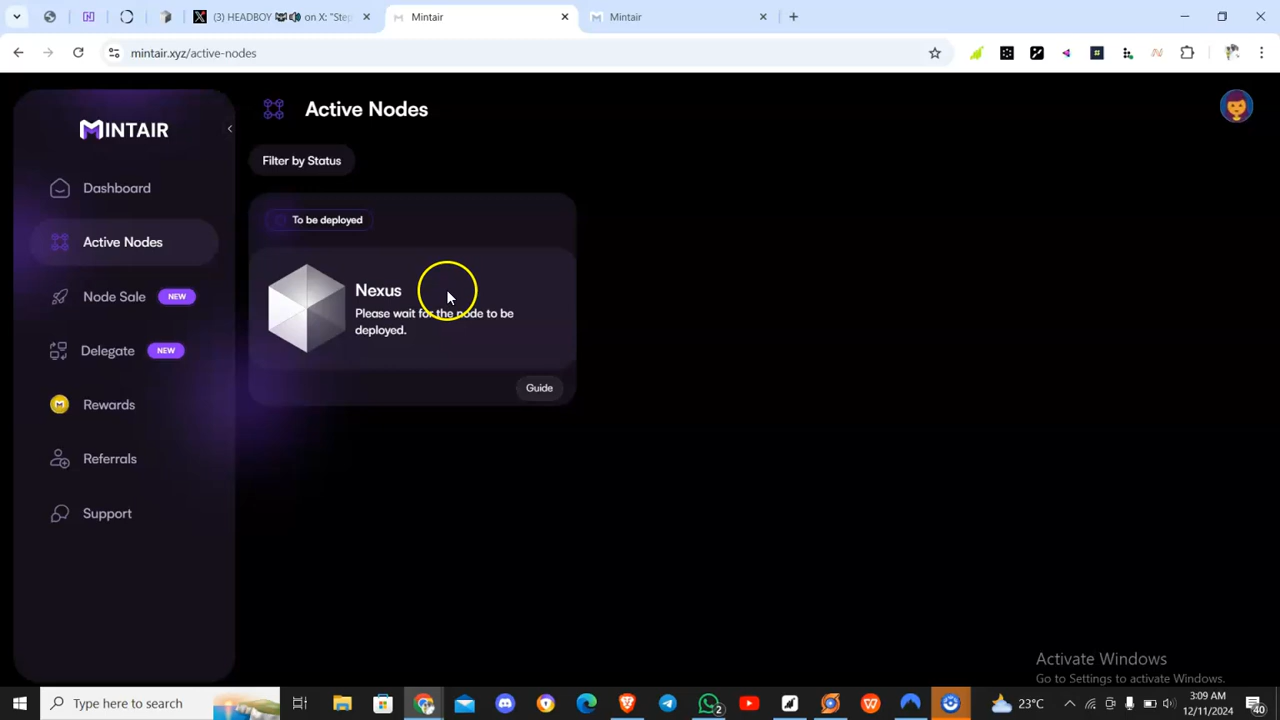 (3) HEADBOY on X: "Step
Mintair
Mintair
mintair.xyz/active-nodes
MINTAIR
Active Nodes
Dashboard
Filter by Status
To be deployed
Active Nodes
Nexus
Node Sale NEW
Please wait for the node to be
deployed.
Delegate NEW
Guide
Rewards
Referrals
Support
Activate Windows
Go to Settings to activate Windows.
Type here to search
2
23°C
3:09 AM
12/11/2024
40